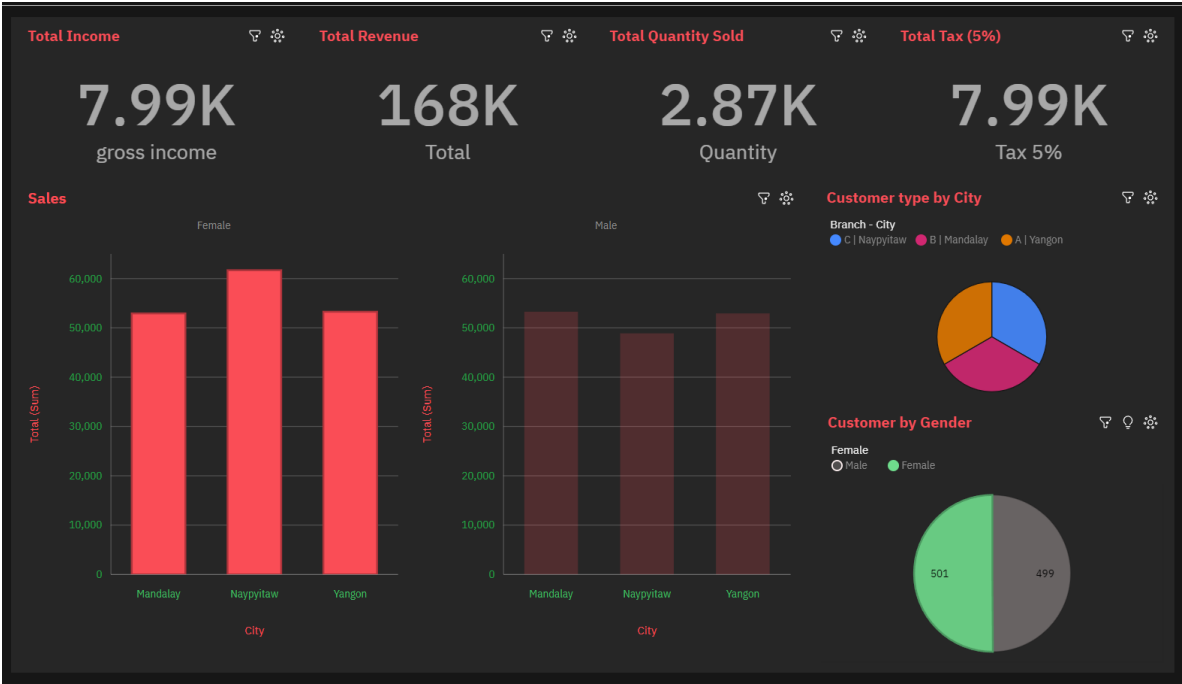 Total Income
Total Revenue
Total Quantity Sold
Total Tax (5%)
7.99K
168K
2.87K
7.99K
gross income
Total
Quantity
Tax 5%
Sales
Female
Male
Total (Sum)
60,000
50,000
40,000
30,000
20,000
10,000
0
Mandalay
Naypyitaw
Yangon
City
Total (Sum)
60,000
50,000
40,000
30,000
20,000
10,000
0
Mandalay
Naypyitaw
Yangon
City
Customer type by City
Branch - City
C | Naypyitaw
B | Mandalay
A | Yangon
Customer by Gender
Female
Male
Female
501
499